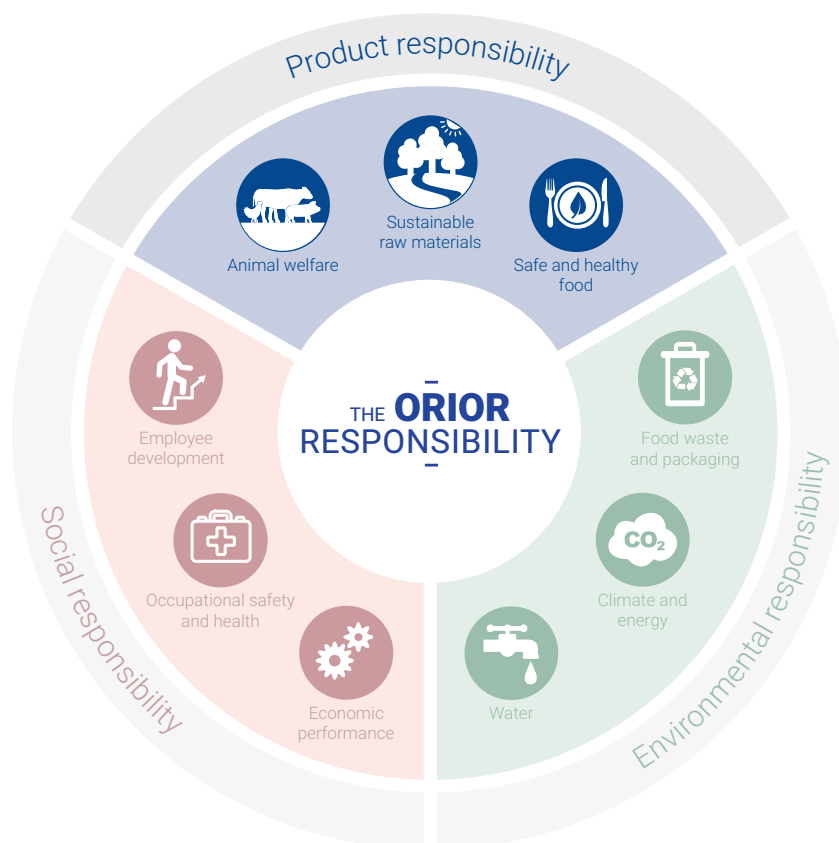 Product responsibility
Sustainable
raw materials
Animal welfare
Safe and healthy
food
THE ORIOR
RESPONSIBILITY
Employee
development
Occupational safety
and health
Economic
performance
Social responsibility
Food waste
and packaging
CO₂
Climate and
energy
Water
Environmental responsibility